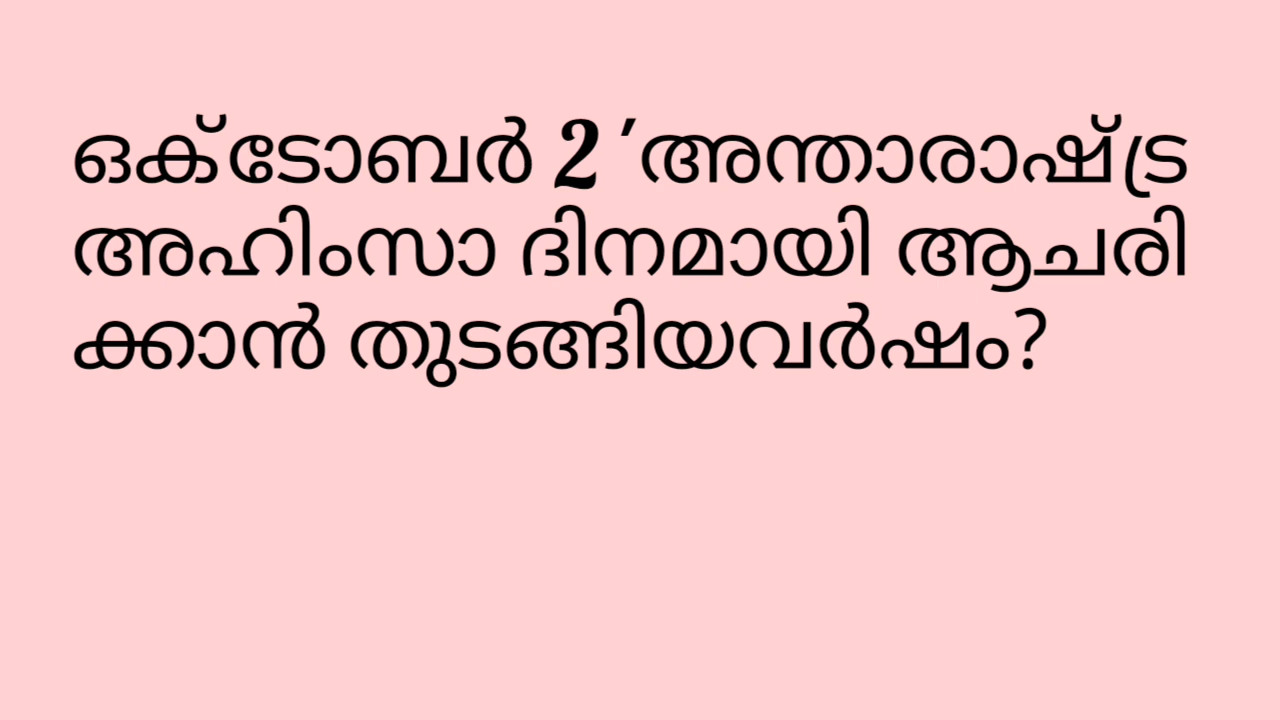 ഒക്ടോബർ 2 ′അന്താരാഷ്ട്ര
അഹിംസാ ദിനമായി ആചരി
ക്കാൻ തുടങ്ങിയവർഷം?